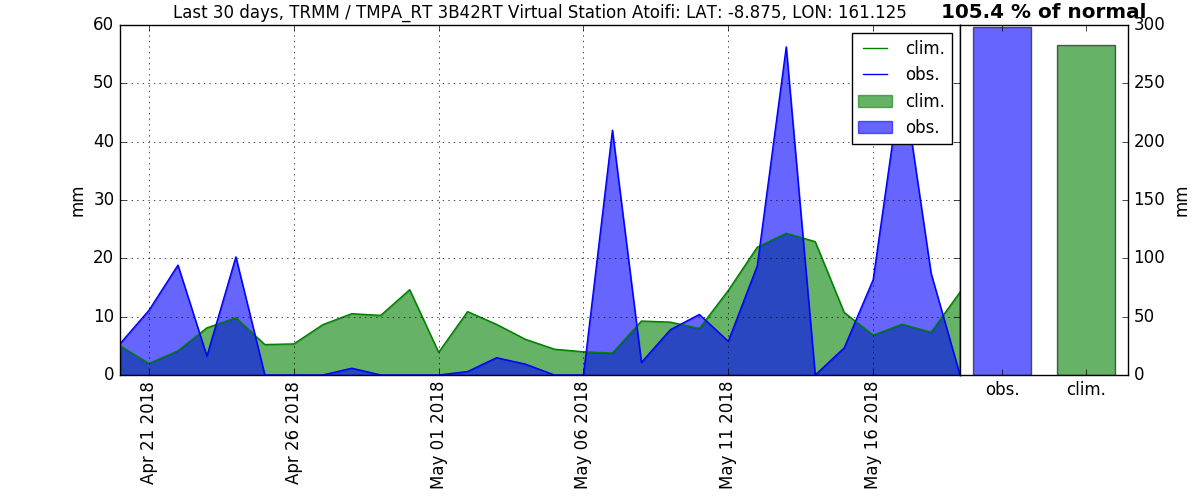 Last 30 days, TRMM / TMPA_RT 3B42RT Virtual Station Atoifi: LAT: -8.875, LON: 161.125
105.4 % of normal
60
50
40
30
20
10
0
mm
clim.
obs.
clim.
obs.
300
250
200
150
100
50
0
mm
Apr 21 2018
Apr 26 2018
May 01 2018
May 06 2018
May 11 2018
May 16 2018
obs.
clim.